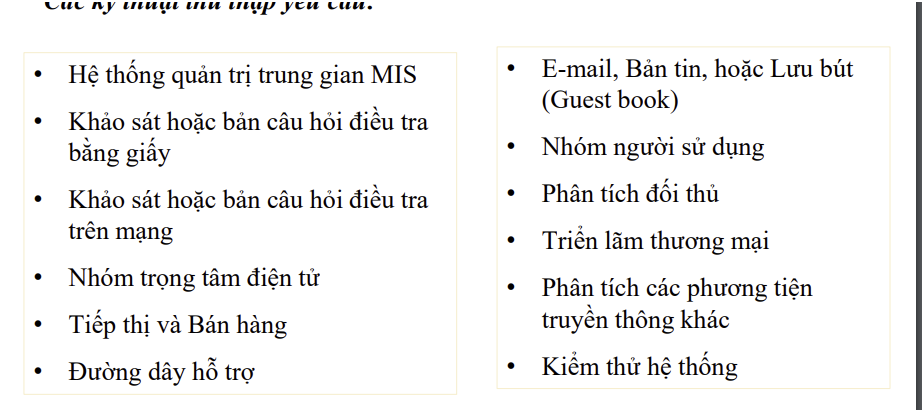 Các kỹ thuật thu thập yêu cầu:
• Hệ thống quản trị trung gian MIS
• Khảo sát hoặc bản câu hỏi điều tra
bằng giấy
• Khảo sát hoặc bản câu hỏi điều tra
trên mạng
• Nhóm trọng tâm điện tử
• Tiếp thị và Bán hàng
• Đường dây hỗ trợ
• E-mail, Bản tin, hoặc Lưu bút
(Guest book)
• Nhóm người sử dụng
• Phân tích đối thủ
• Triển lãm thương mại
• Phân tích các phương tiện
truyền thông khác
• Kiểm thử hệ thống